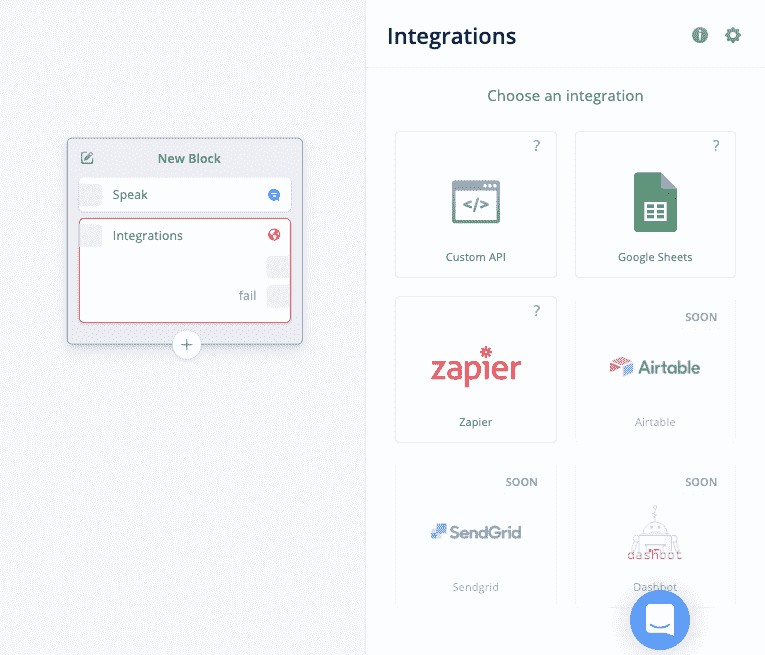 New Block
Speak
Integrations
fail
Integrations
Choose an integration
?
</>
Custom API
?
Google Sheets
?
zapier
Zapier
SOON
Airtable
Airtable
SOON
SendGrid
Sendgrid
SOON
dashbot
Dashbot